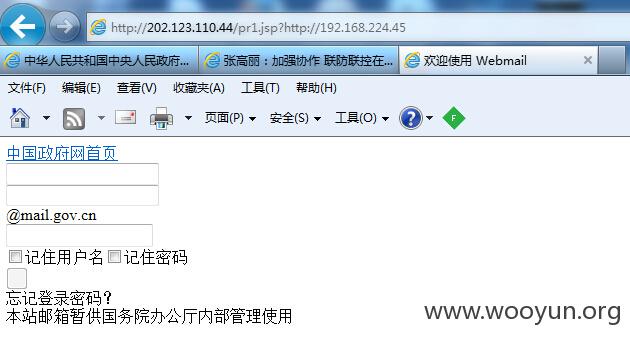 http://202.123.110.44/pr1.jsp?http://192.168.224.45
中华人民共和国中央人民政府... 张高丽：加强协作 联防联控在... 欢迎使用 Webmail
文件(F) 编辑(E) 查看(V) 收藏夹(A) 工具(T) 帮助(H)
页面(P) 安全(S) 工具(O) ? F
中国政府网首页
@mail.gov.cn
记住用户名 记住密码
忘记登录密码？
本站邮箱暂供国务院办公厅内部管理使用
www.wooyun.org